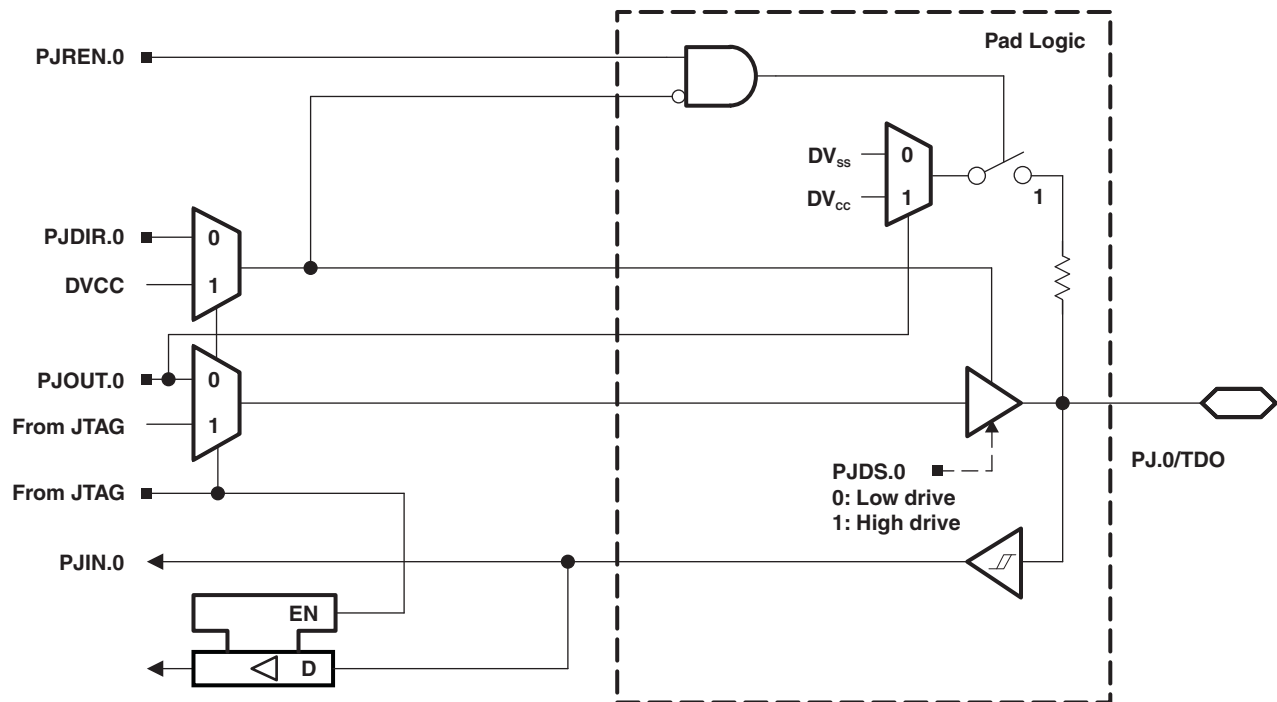 Pad Logic
PJREN.0
DVss
0
DVcc
1
1
PJDIR.0
0
DVCC
1
PJOUT.0
0
From JTAG
1
PJDS.0
0: Low drive
1: High drive
PJ.0/TDO
From JTAG
PJIN.0
EN
D